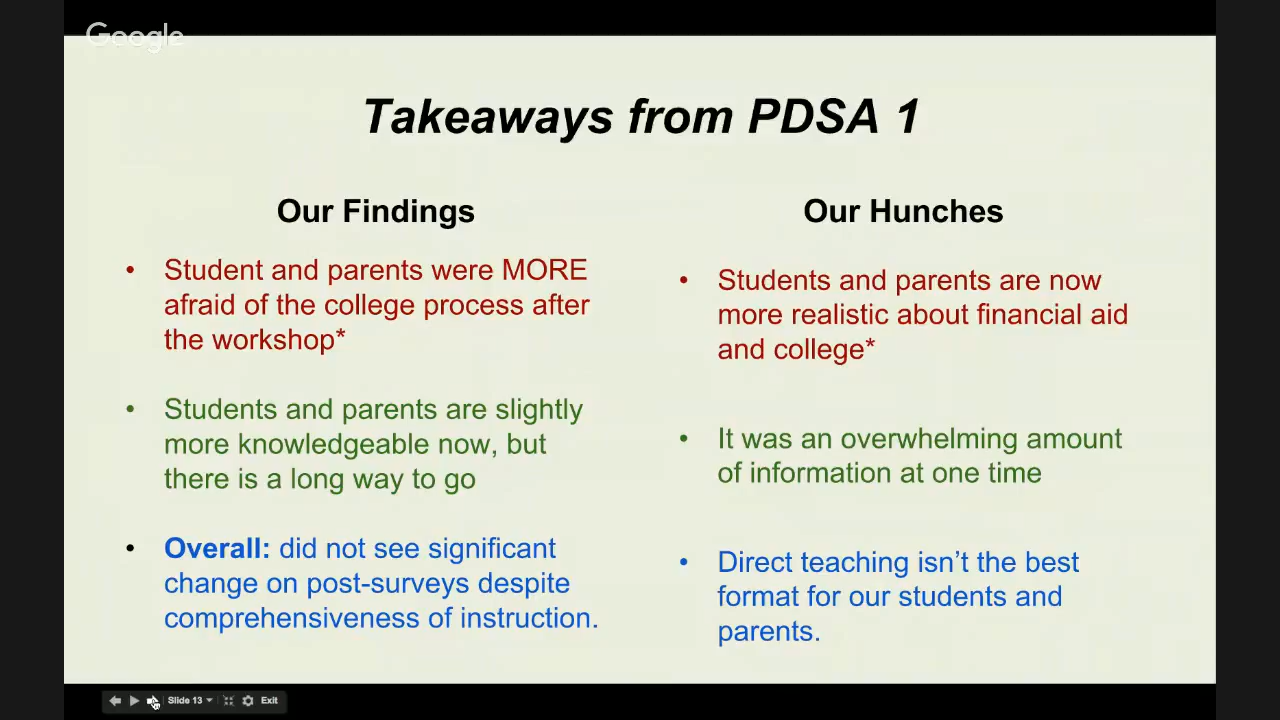 Google
Takeaways from PDSA 1
Our Findings
• Student and parents were MORE
afraid of the college process after
the workshop*
• Students and parents are slightly
more knowledgeable now, but
there is a long way to go
• Overall: did not see significant
change on post-surveys despite
comprehensiveness of instruction.
Our Hunches
• Students and parents are now
more realistic about financial aid
and college*
• It was an overwhelming amount
of information at one time
• Direct teaching isn’t the best
format for our students and
parents.
Slide 13
Exit